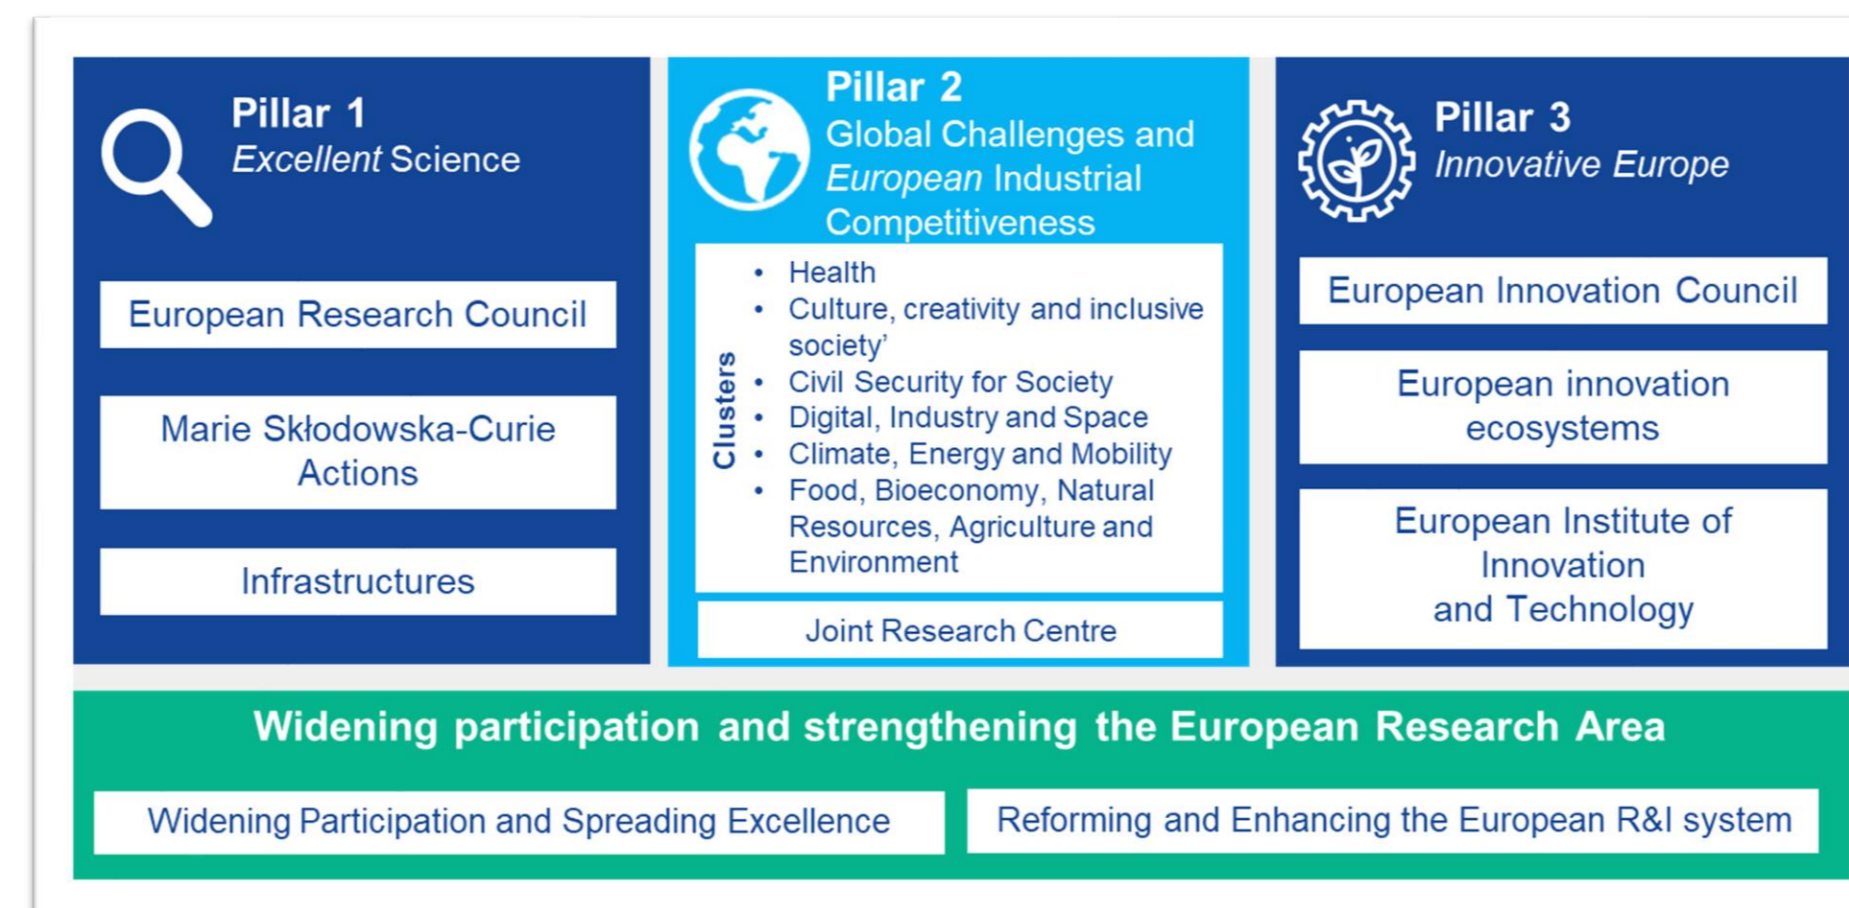 Pillar 1
Excellent Science
European Research Council
Marie Skłodowska-Curie
Actions
Infrastructures
Pillar 2
Global Challenges and
European Industrial
Competitiveness
Clusters
• Health
• Culture, creativity and inclusive
society’
• Civil Security for Society
• Digital, Industry and Space
• Climate, Energy and Mobility
• Food, Bioeconomy, Natural
Resources, Agriculture and
Environment
Joint Research Centre
Pillar 3
Innovative Europe
European Innovation Council
European innovation
ecosystems
European Institute of
Innovation
and Technology
Widening participation and strengthening the European Research Area
Widening Participation and Spreading Excellence
Reforming and Enhancing the European R&I system